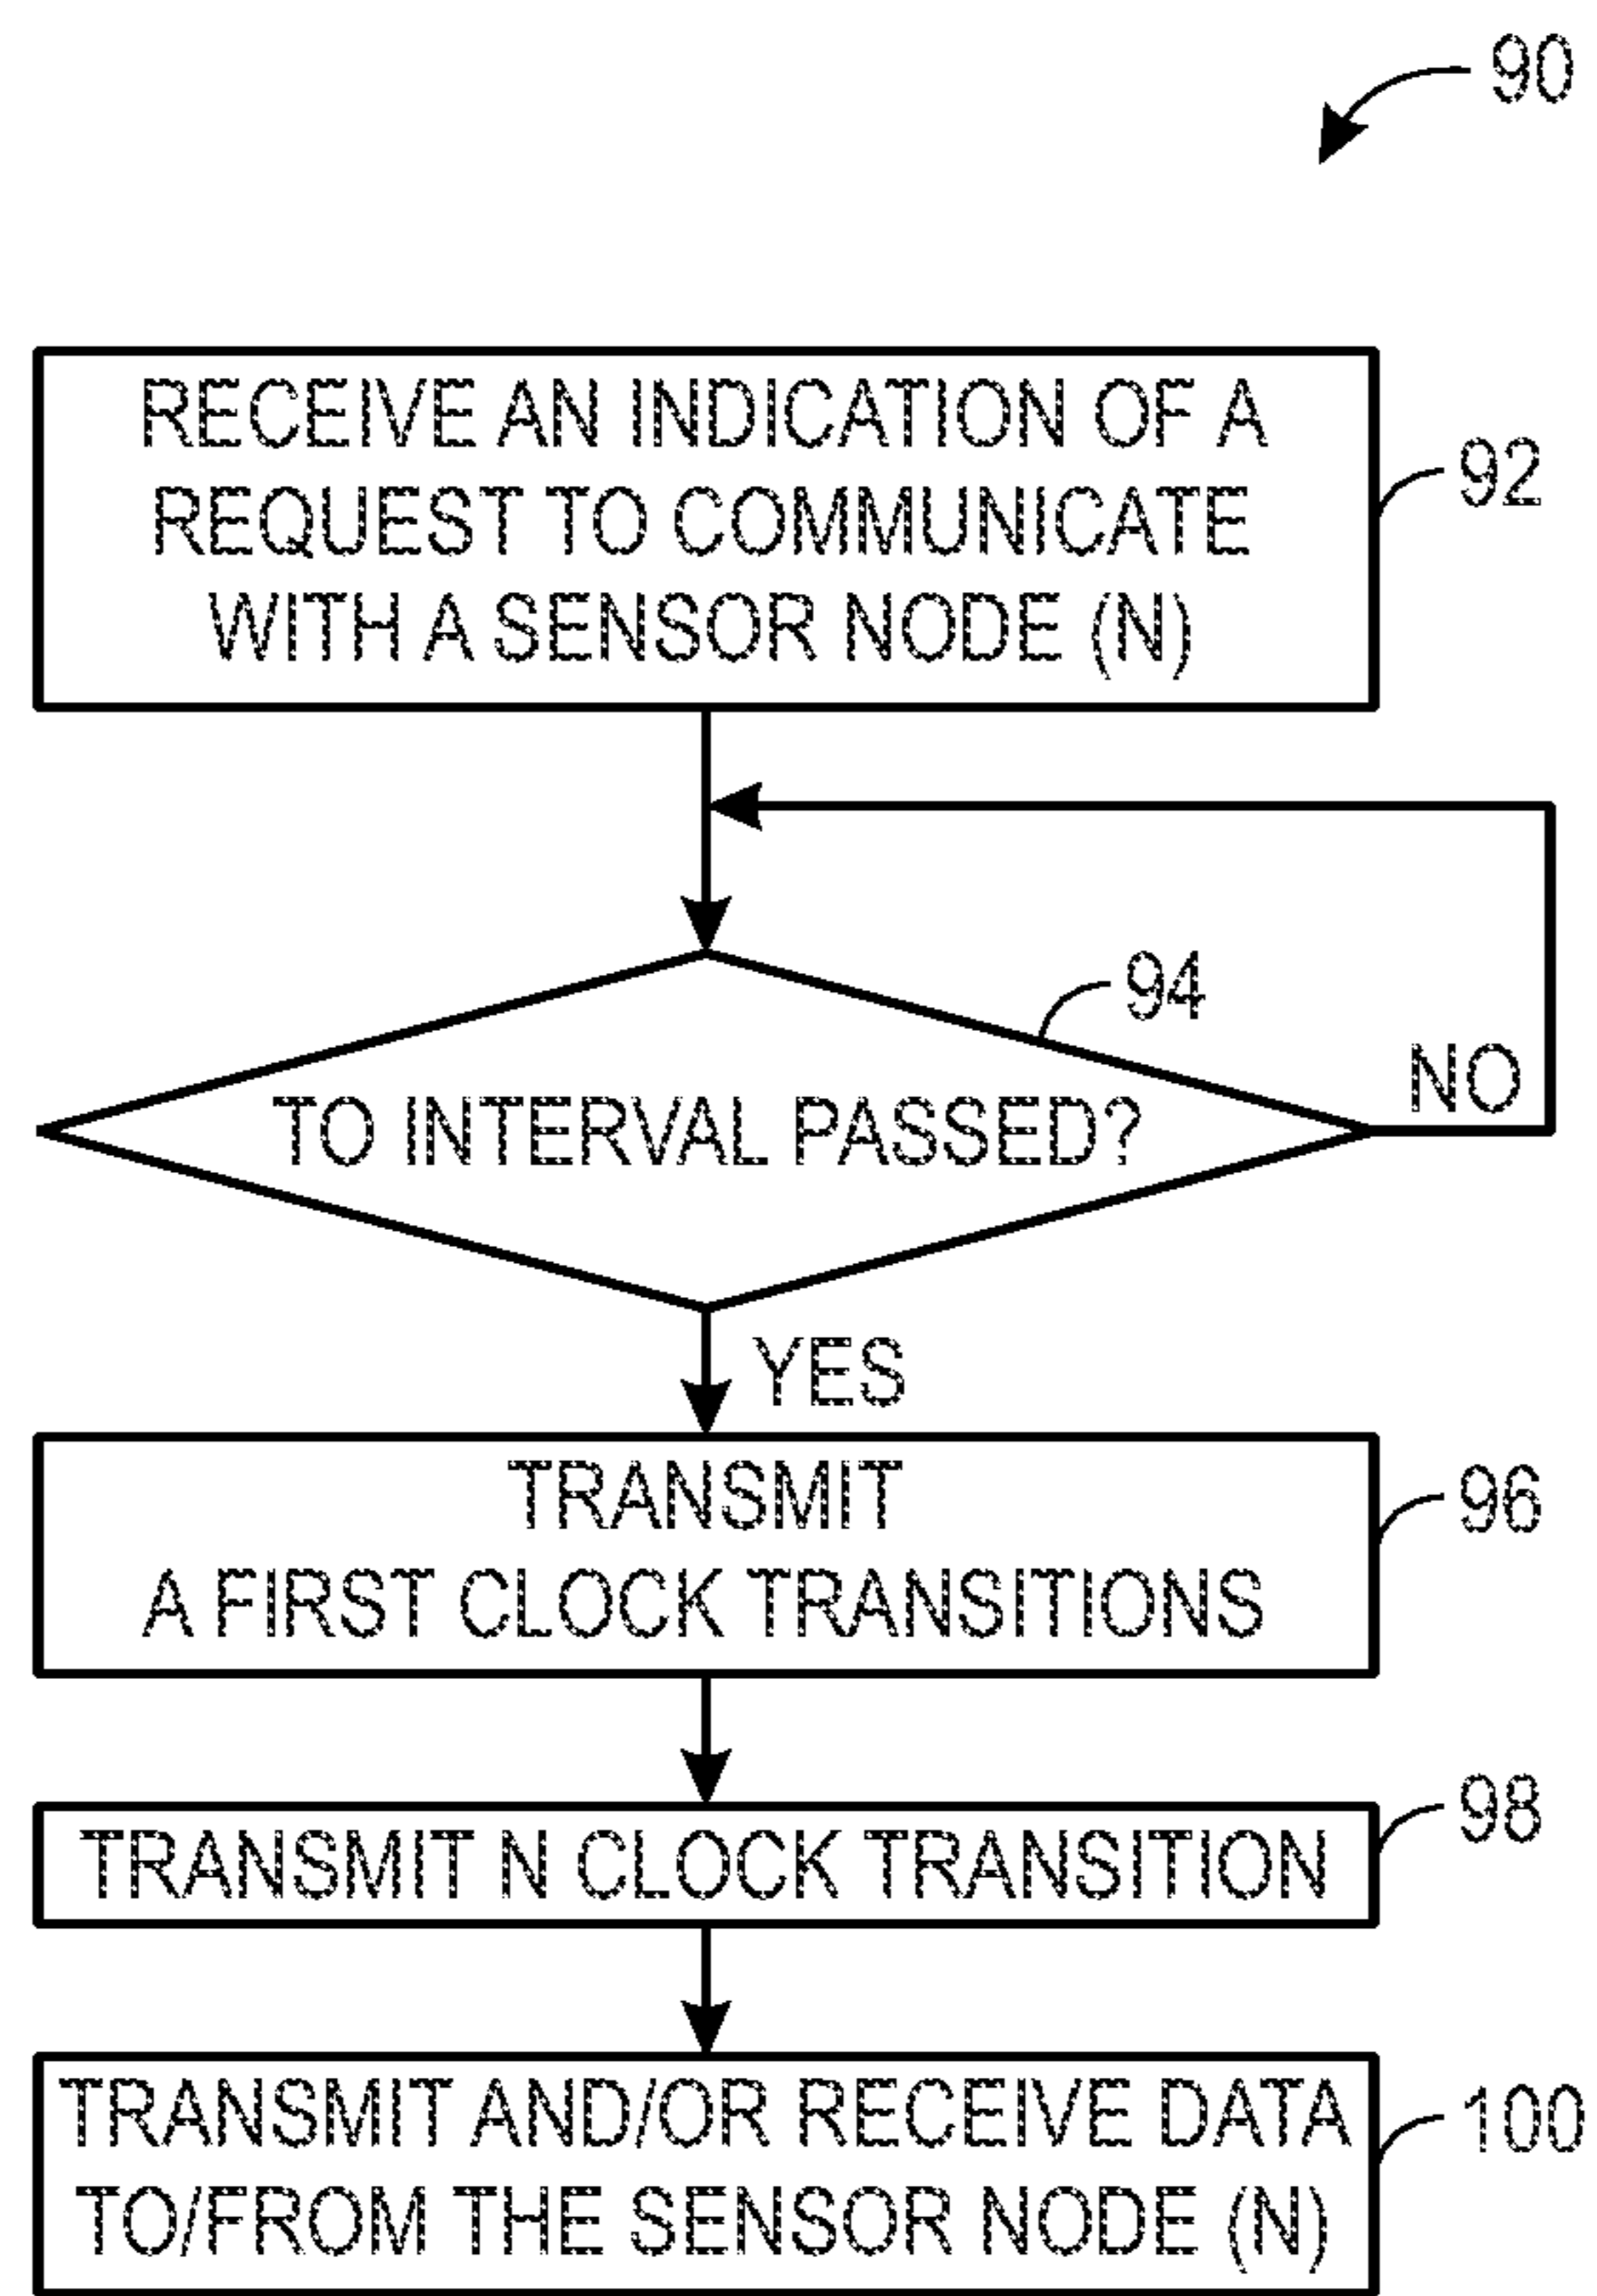 90
RECEIVE AN INDICATION OF A
REQUEST TO COMMUNICATE
WITH A SENSOR NODE (N)
92
94
TO INTERVAL PASSED?
NO
YES
TRANSMIT
A FIRST CLOCK TRANSITIONS
96
TRANSMIT N CLOCK TRANSITION
98
TRANSMIT AND/OR RECEIVE DATA
TO/FROM THE SENSOR NODE (N)
100